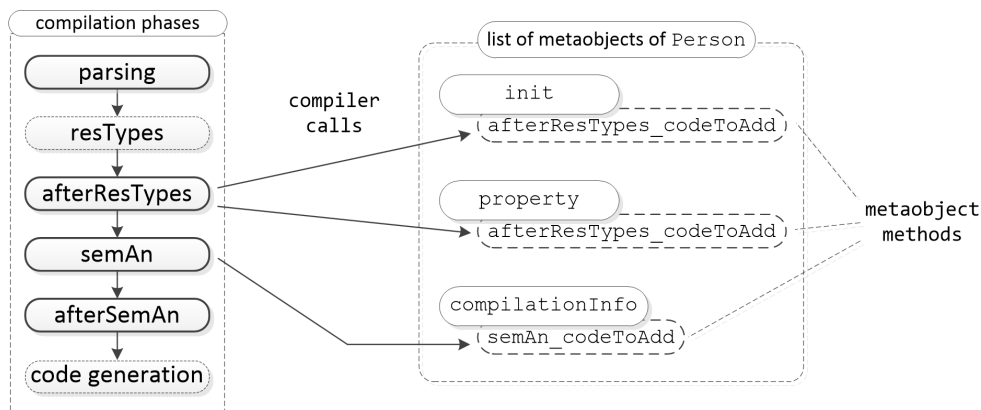 compilation phases
parsing
resTypes
afterResTypes
semAn
afterSemAn
code generation
compiler
calls
list of metaobjects of Person
init
afterResTypes_codeToAdd
property
afterResTypes_codeToAdd
compilationInfo
semAn_codeToAdd
metaobject
methods